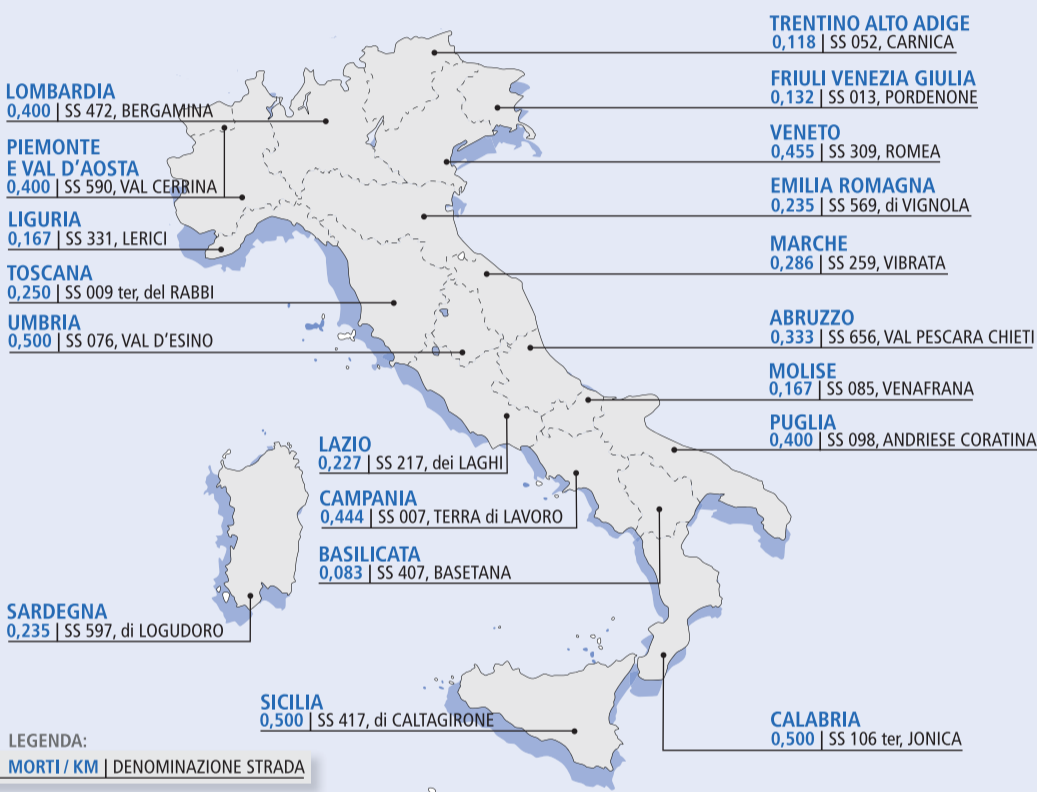 LOMBARDIA
0,400 | SS 472, BERGAMINA
PIEMONTE
E VAL D'AOSTA
0,400 | SS 590, VAL CERRINA
LIGURIA
0,167 | SS 331, LERICI
TOSCANA
0,250 | SS 009 ter, del RABBI
UMBRIA
0,500 | SS 076, VAL D'ESINO
TRENTINO ALTO ADIGE
0,118 | SS 052, CARNICA
FRIULI VENEZIA GIULIA
0,132 | SS 013, PORDENONE
VENETO
0,455 | SS 309, ROMEA
EMILIA ROMAGNA
0,235 | SS 569, di VIGNOLA
MARCHE
0,286 | SS 259, VIBRATA
ABRUZZO
0,333 | SS 656, VAL PESCARA CHIETI
MOLISE
0,167 | SS 085, VENAFRANA
PUGLIA
0,400 | SS 098, ANDRIESE CORATINA
LAZIO
0,227 | SS 217, dei LAGHI
CAMPANIA
0,444 | SS 007, TERRA di LAVORO
BASILICATA
0,083 | SS 407, BASETANA
SARDEGNA
0,235 | SS 597, di LOGUDORO
SICILIA
0,500 | SS 417, di CALTAGIRONE
CALABRIA
0,500 | SS 106 ter, JONICA
LEGENDA:
MORTI / KM | DENOMINAZIONE STRADA